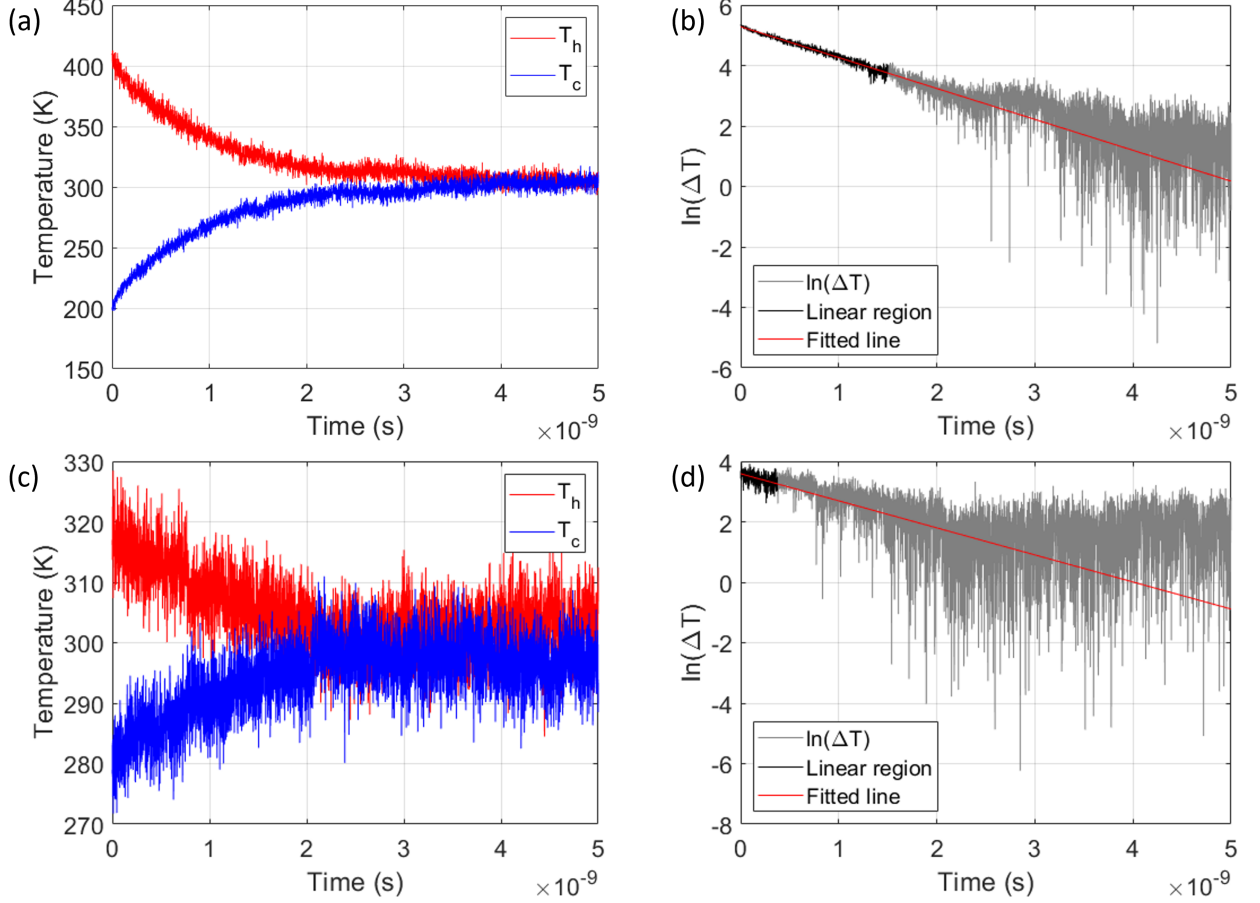 (a)
450
400
350
300
250
200
150
Temperature (K)
T_h
T_c
0 1 2 3 4 5
Time (s)
×10^-9
(b)
6
4
2
0
-2
-4
-6
ln(ΔT)
ln(ΔT)
Linear region
Fitted line
0 1 2 3 4 5
Time (s)
×10^-9
(c)
330
320
310
300
290
280
270
Temperature (K)
T_h
T_c
0 1 2 3 4 5
Time (s)
×10^-9
(d)
4
2
0
-2
-4
-6
-8
ln(ΔT)
ln(ΔT)
Linear region
Fitted line
0 1 2 3 4 5
Time (s)
×10^-9